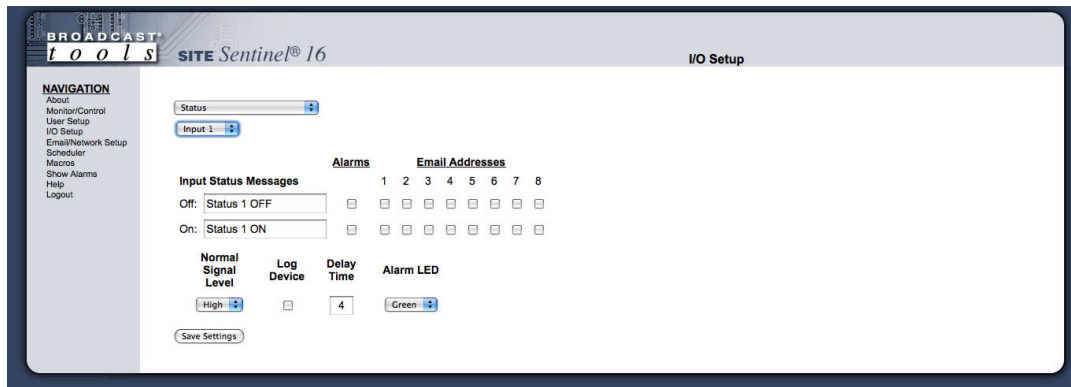 BROADCAST®
tools
SITE Sentinel® 16
I/O Setup
NAVIGATION
About
Monitor/Control
User Setup
I/O Setup
Email/Network Setup
Scheduler
Macros
Show Alarms
Help
Logout
Status
Input 1
Alarms Email Addresses
Input Status Messages 1 2 3 4 5 6 7 8
Off: Status 1 OFF
On: Status 1 ON
Normal Signal Level Log Device Delay Time Alarm LED
High 4 Green
Save Settings